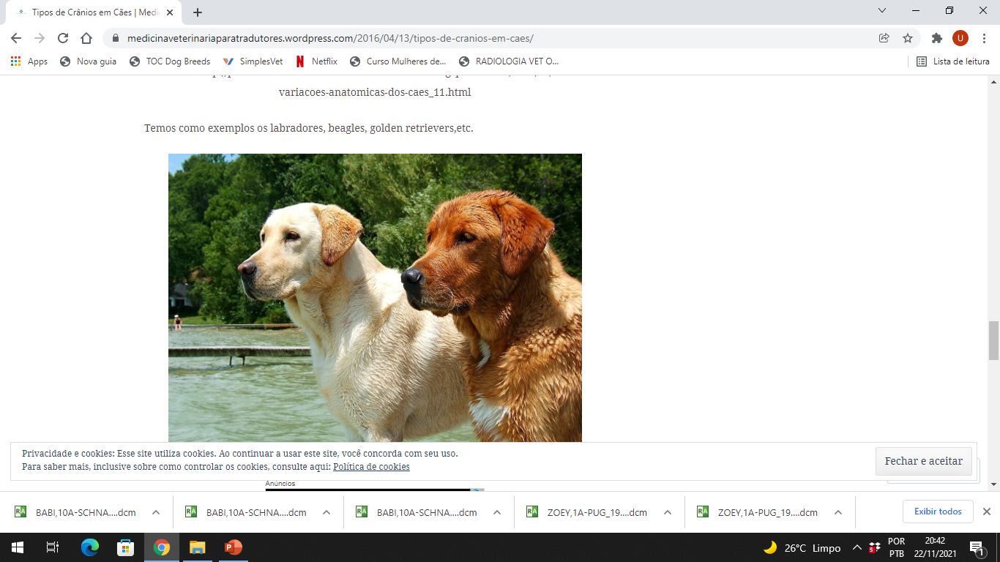 Tipos de Crânios em Cães | Medi
medicinaveterinariaparatradutores.wordpress.com/2016/04/13/tipos-de-cranios-em-caes/
U
Apps
Nova guia
TOC Dog Breeds
SimplesVet
Netflix
Curso Mulheres de...
RADIOLOGIA VET O...
Lista de leitura
variacoes-anatomicas-dos-caes_11.html
Temos como exemplos os labradores, beagles, golden retrievers,etc.
Privacidade e cookies: Esse site utiliza cookies. Ao continuar a usar este site, você concorda com seu uso.
Para saber mais, inclusive sobre como controlar os cookies, consulte aqui: Política de cookies
Fechar e aceitar
Anúncios
BABI,10A-SCHNA....dcm
BABI,10A-SCHNA....dcm
BABI,10A-SCHNA....dcm
ZOEY,1A-PUG_19....dcm
ZOEY,1A-PUG_19....dcm
Exibir todos
26°C Limpo
POR
PTB
20:42
22/11/2021
1